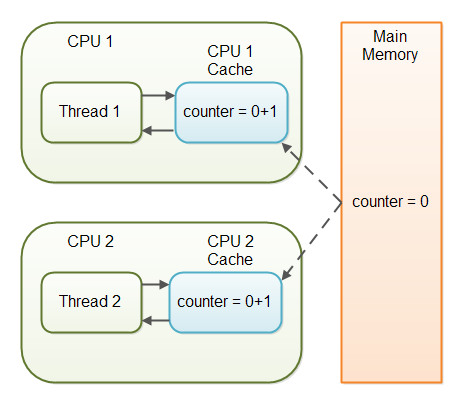 CPU 1
CPU 1
Cache
Thread 1
counter = 0+1
Main
Memory
counter = 0
CPU 2
CPU 2
Cache
Thread 2
counter = 0+1